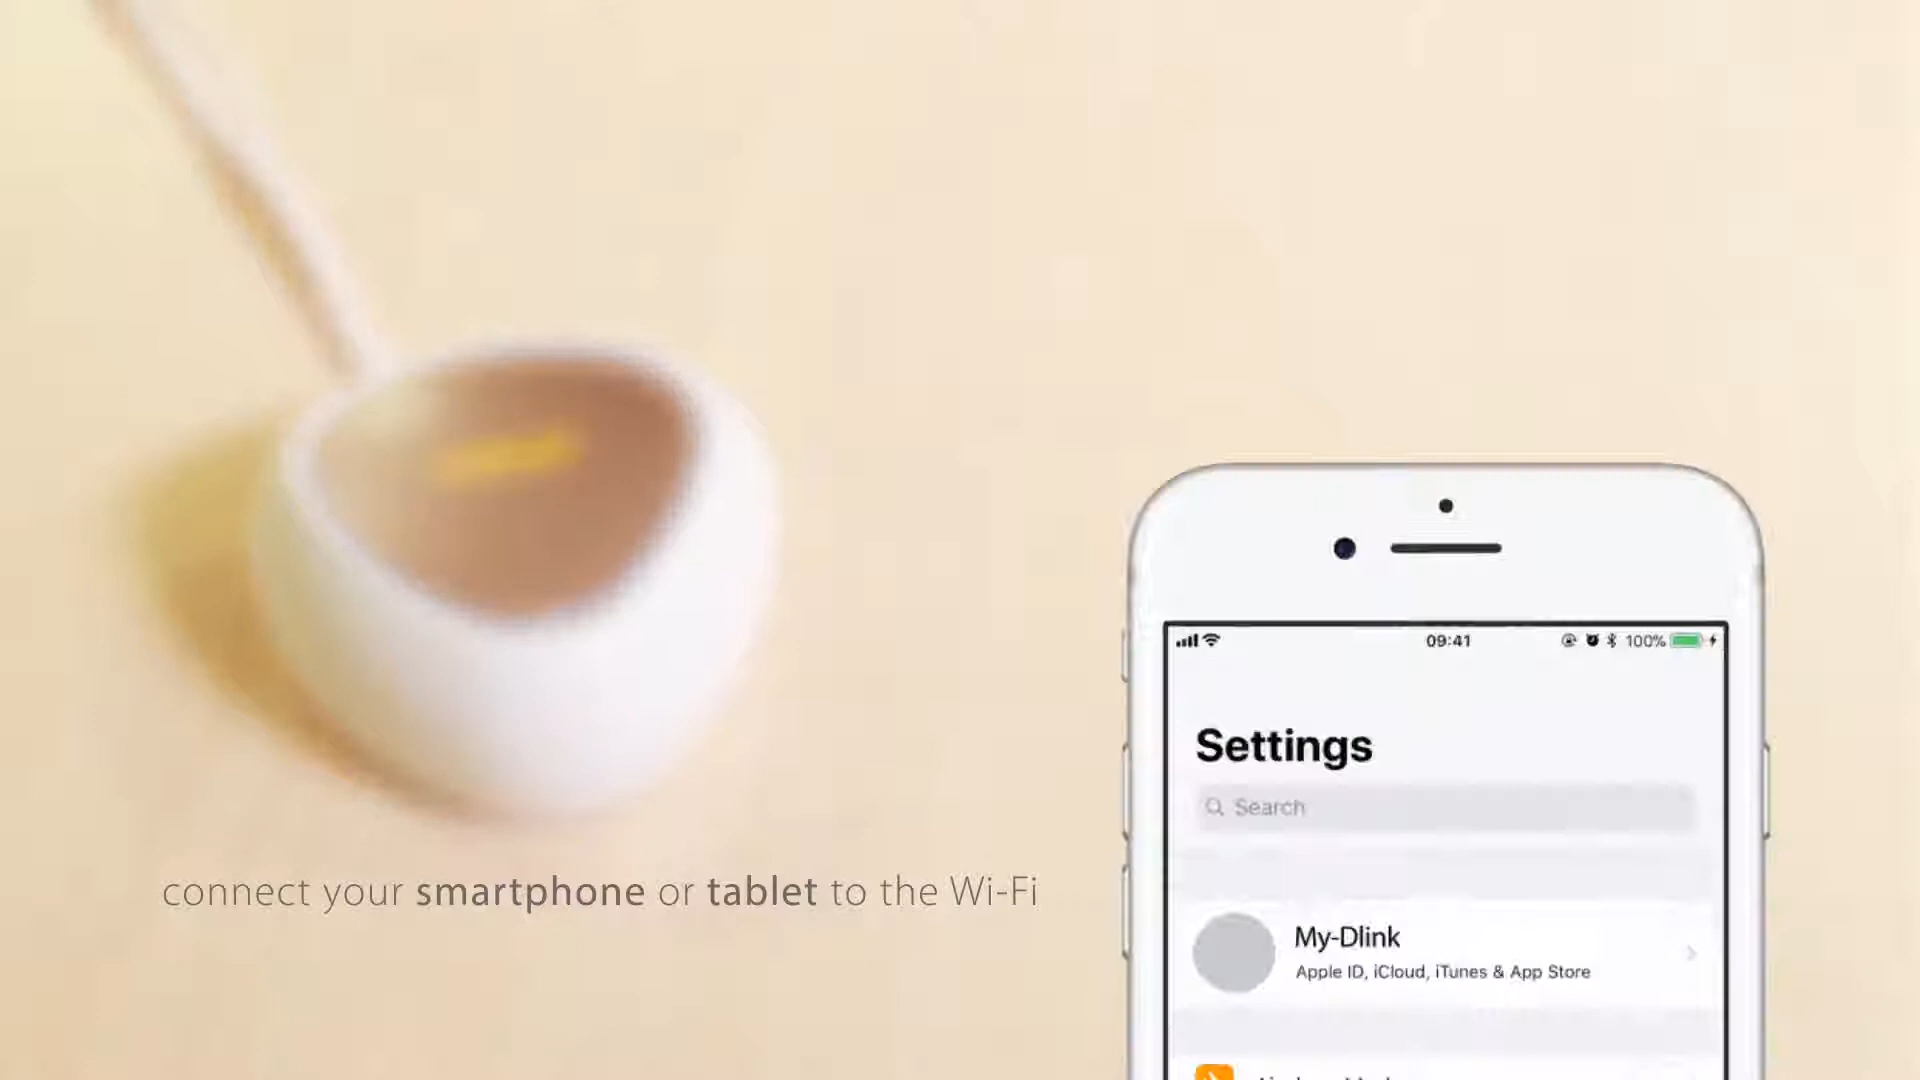 09:41
100%
Settings
Search
My-Dlink
Apple ID, iCloud, iTunes & App Store
connect your smartphone or tablet to the Wi-Fi